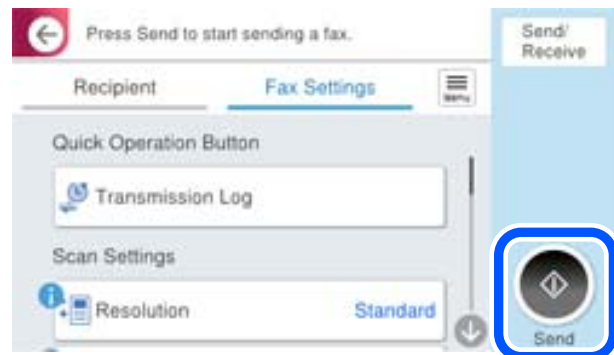 Press Send to start sending a fax.
Send/
Receive
Recipient
Fax Settings
Menu
Quick Operation Button
Transmission Log
Scan Settings
Resolution
Standard
Send